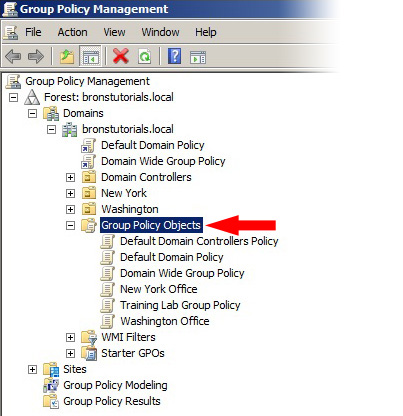 Group Policy Management
File Action View Window Help
Group Policy Management
Forest: bronstutorials.local
Domains
bronstutorials.local
Default Domain Policy
Domain Wide Group Policy
Domain Controllers
New York
Washington
Group Policy Objects
Default Domain Controllers Policy
Default Domain Policy
Domain Wide Group Policy
New York Office
Training Lab Group Policy
Washington Office
WMI Filters
Starter GPOs
Sites
Group Policy Modeling
Group Policy Results